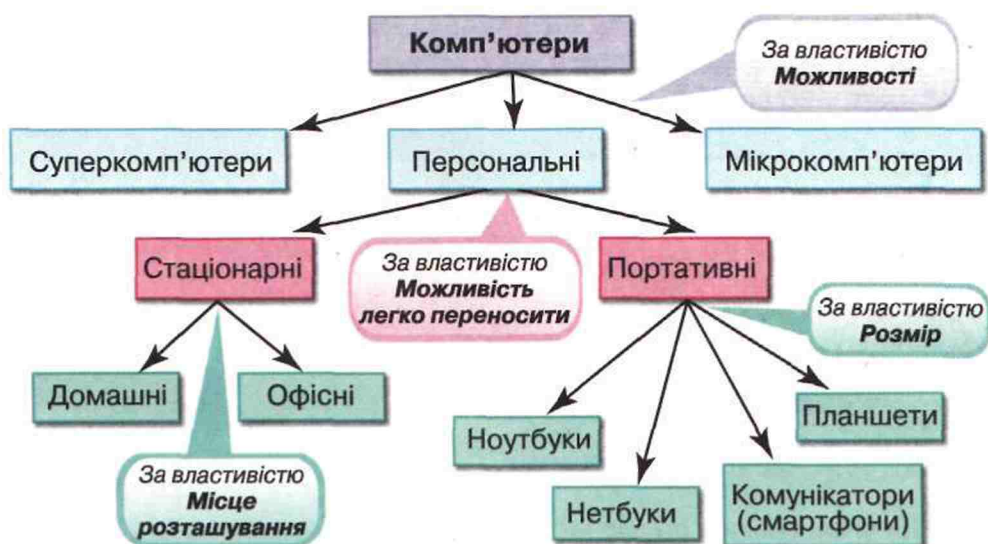 Комп’ютери
За властивістю
Можливості
Суперкомп’ютери
Персональні
Мікрокомп’ютери
Стаціонарні
За властивістю
Можливість
легко переносити
Портативні
За властивістю
Розмір
Домашні
Офісні
Ноутбуки
Планшети
За властивістю
Місце
розташування
Нетбуки
Комунікатори
(смартфони)